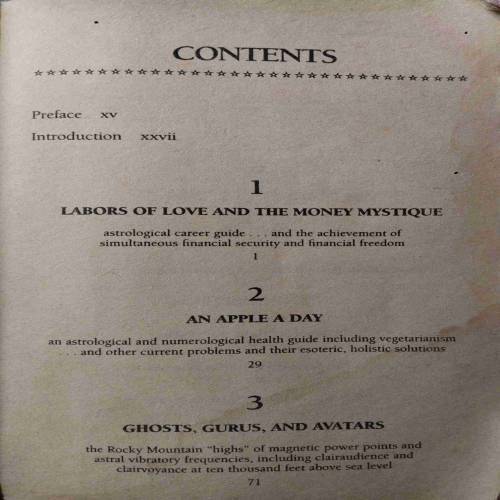 CONTENTS
☆☆☆☆☆☆☆☆☆☆☆☆☆☆☆☆☆☆☆☆☆☆☆☆☆☆☆☆☆☆☆☆☆☆
Preface xv
Introduction xxvii
1
LABORS OF LOVE AND THE MONEY MYSTIQUE
astrological career guide . . . and the achievement of
simultaneous financial security and financial freedom
1
2
AN APPLE A DAY
an astrological and numerological health guide including vegetarianism
. . . and other current problems and their esoteric, holistic solutions
29
3
GHOSTS, GURUS, AND AVATARS
the Rocky Mountain "highs" of magnetic power points and
astral vibratory frequencies, including clairaudience and
clairvoyance at ten thousand feet above sea level
71